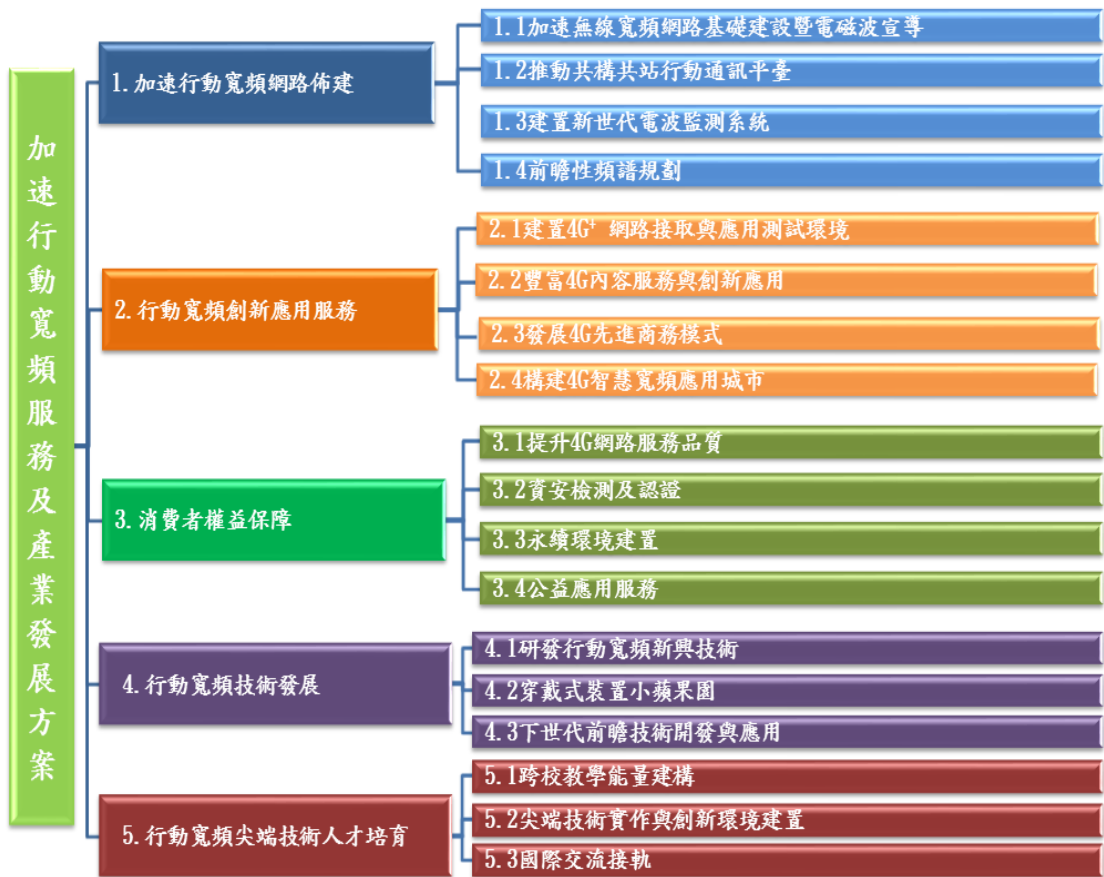 加速行動寬頻服務及產業發展方案
1.加速行動寬頻網路佈建
1.1加速無線寬頻網路基礎建設暨電磁波宣導
1.2推動共構共站行動通訊平臺
1.3建置新世代電波監測系統
1.4前瞻性頻譜規劃
2.行動寬頻創新應用服務
2.1建置4G⁺ 網路接取與應用測試環境
2.2豐富4G內容服務與創新應用
2.3發展4G先進商務模式
2.4構建4G智慧寬頻應用城市
3.消費者權益保障
3.1提升4G網路服務品質
3.2資安檢測及認證
3.3永續環境建置
3.4公益應用服務
4.行動寬頻技術發展
4.1研發行動寬頻新興技術
4.2穿戴式裝置小蘋果園
4.3下世代前瞻技術開發與應用
5.行動寬頻尖端技術人才培育
5.1跨校教學能量建構
5.2尖端技術實作與創新環境建置
5.3國際交流接軌